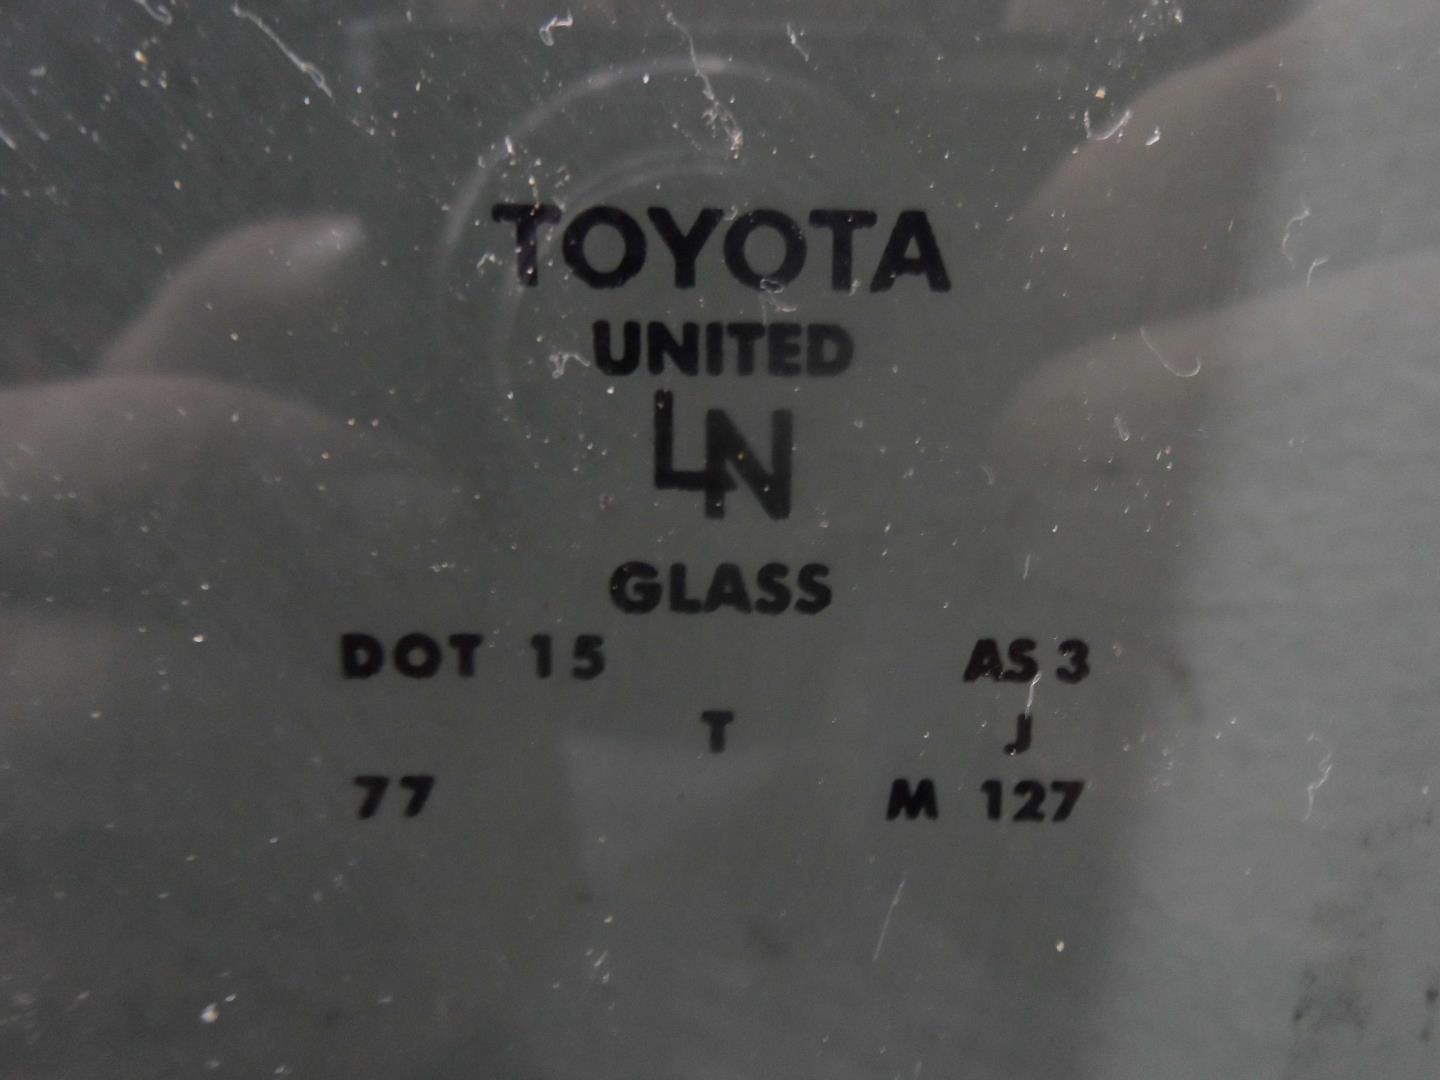 TOYOTA
UNITED
LN
GLASS
DOT 15 AS 3
T J
77 M 127